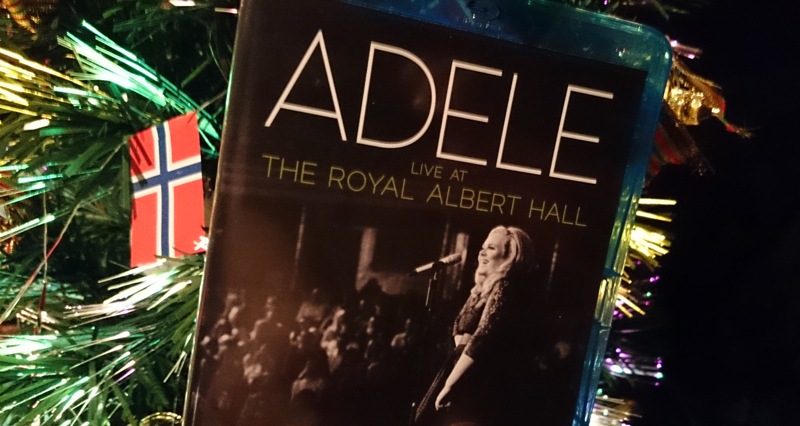 ADELE
LIVE AT
THE ROYAL ALBERT HALL